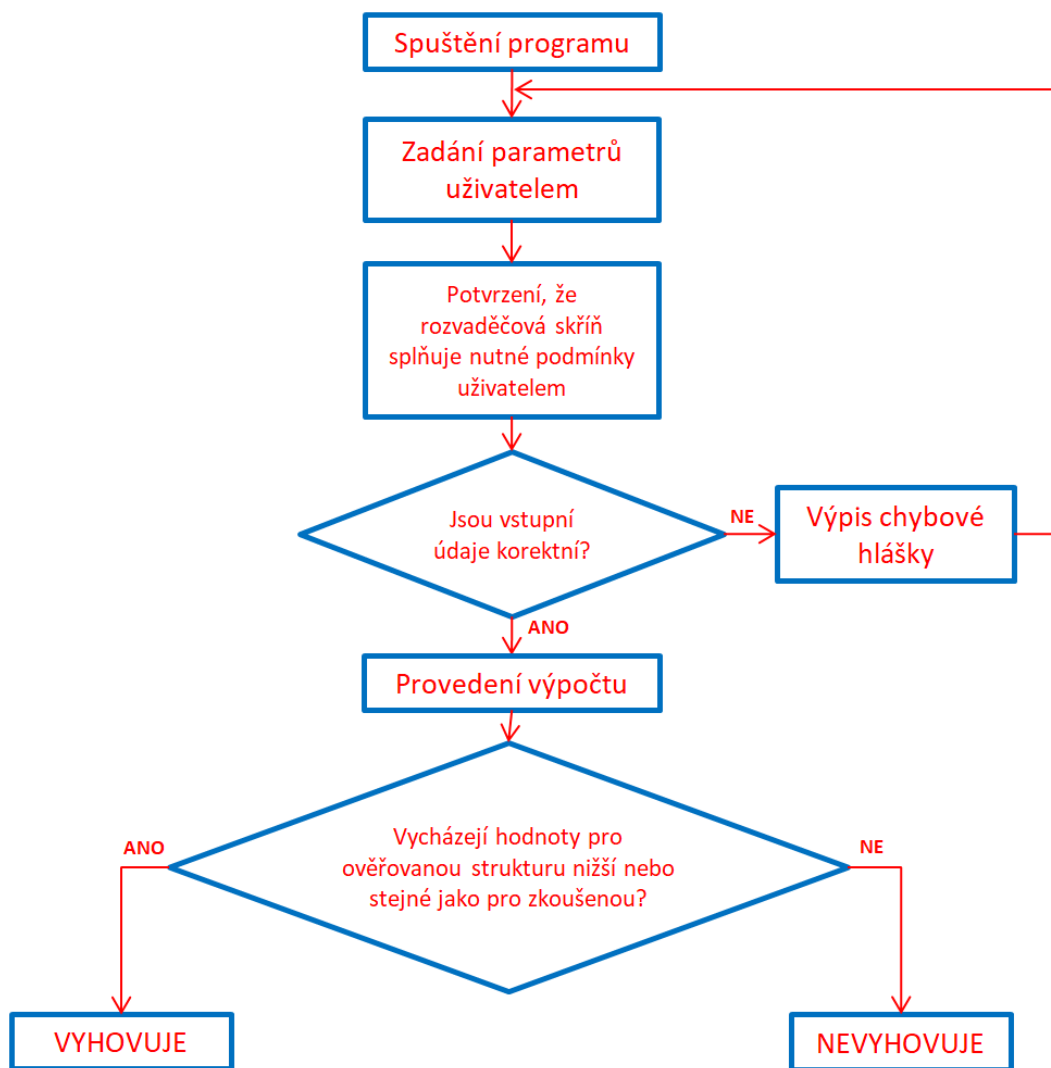 Spuštění programu
Zadání parametrů
uživatelem
Potvrzení, že
rozvaděčová skříň
splňuje nutné podmínky
uživatelem
Jsou vstupní
údaje korektní?
NE
Výpis chybové
hlášky
ANO
Provedení výpočtu
Vycházejí hodnoty pro
ověřovanou strukturu nižší nebo
stejné jako pro zkoušenou?
ANO
NE
VYHOVUJE
NEVYHOVUJE